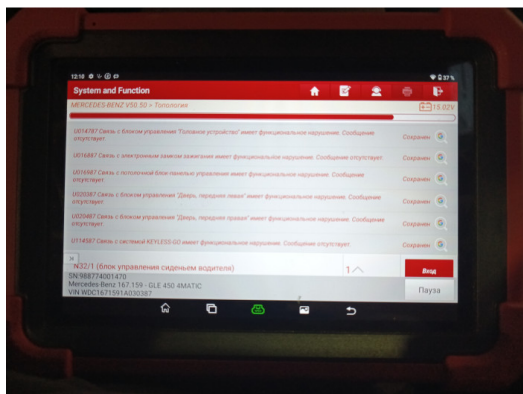 12:10
37%
System and Function
MERCEDES-BENZ V50.50 > Топология
15.02V
U014787 Связь с блоком управления "Головное устройство" имеет функциональное нарушение. Сообщение
отсутствует.
Сохранен
U016887 Связь с электронным замком зажигания имеет функциональное нарушение. Сообщение отсутствует.
Сохранен
U016987 Связь с потолочной блок-панелью управления имеет функциональное нарушение. Сообщение
отсутствует.
Сохранен
U020387 Связь с блоком управления "Дверь, передняя левая" имеет функциональное нарушение. Сообщение
отсутствует.
Сохранен
U020487 Связь с блоком управления "Дверь, передняя правая" имеет функциональное нарушение. Сообщение
отсутствует.
Сохранен
U114387 Связь с системой KEYLESS-GO имеет функциональное нарушение. Сообщение отсутствует.
Сохранен
N32/1 (блок управления сиденьем водителя)
1
Вход
SN:988774001470
Mercedes-Benz 167.159 - GLE 450 4MATIC
VIN WDC1671591A030387
Пауза